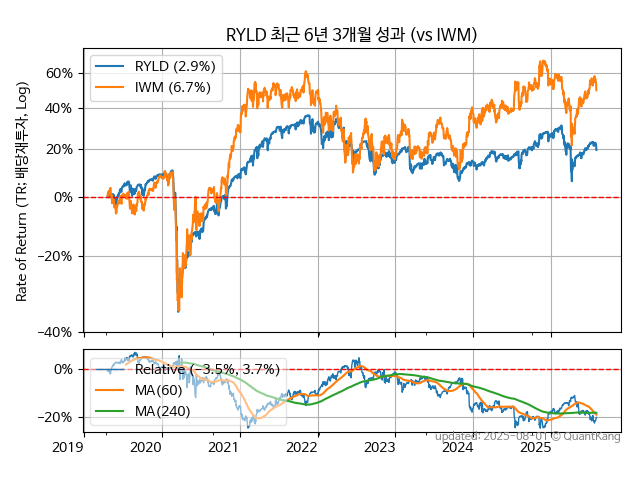 RYLD 최근 6년 3개월 성과 (vs IWM)
Rate of Return (TR: 배당재투자, Log)
RYLD (2.9%)
IWM (6.7%)
60%
40%
20%
0%
−20%
−40%
Relative (−3.5%, 3.7%)
MA(60)
MA(240)
0%
−20%
2019
2020
2021
2022
2023
2024
2025
updated: 2025-08-01 © QuantKang